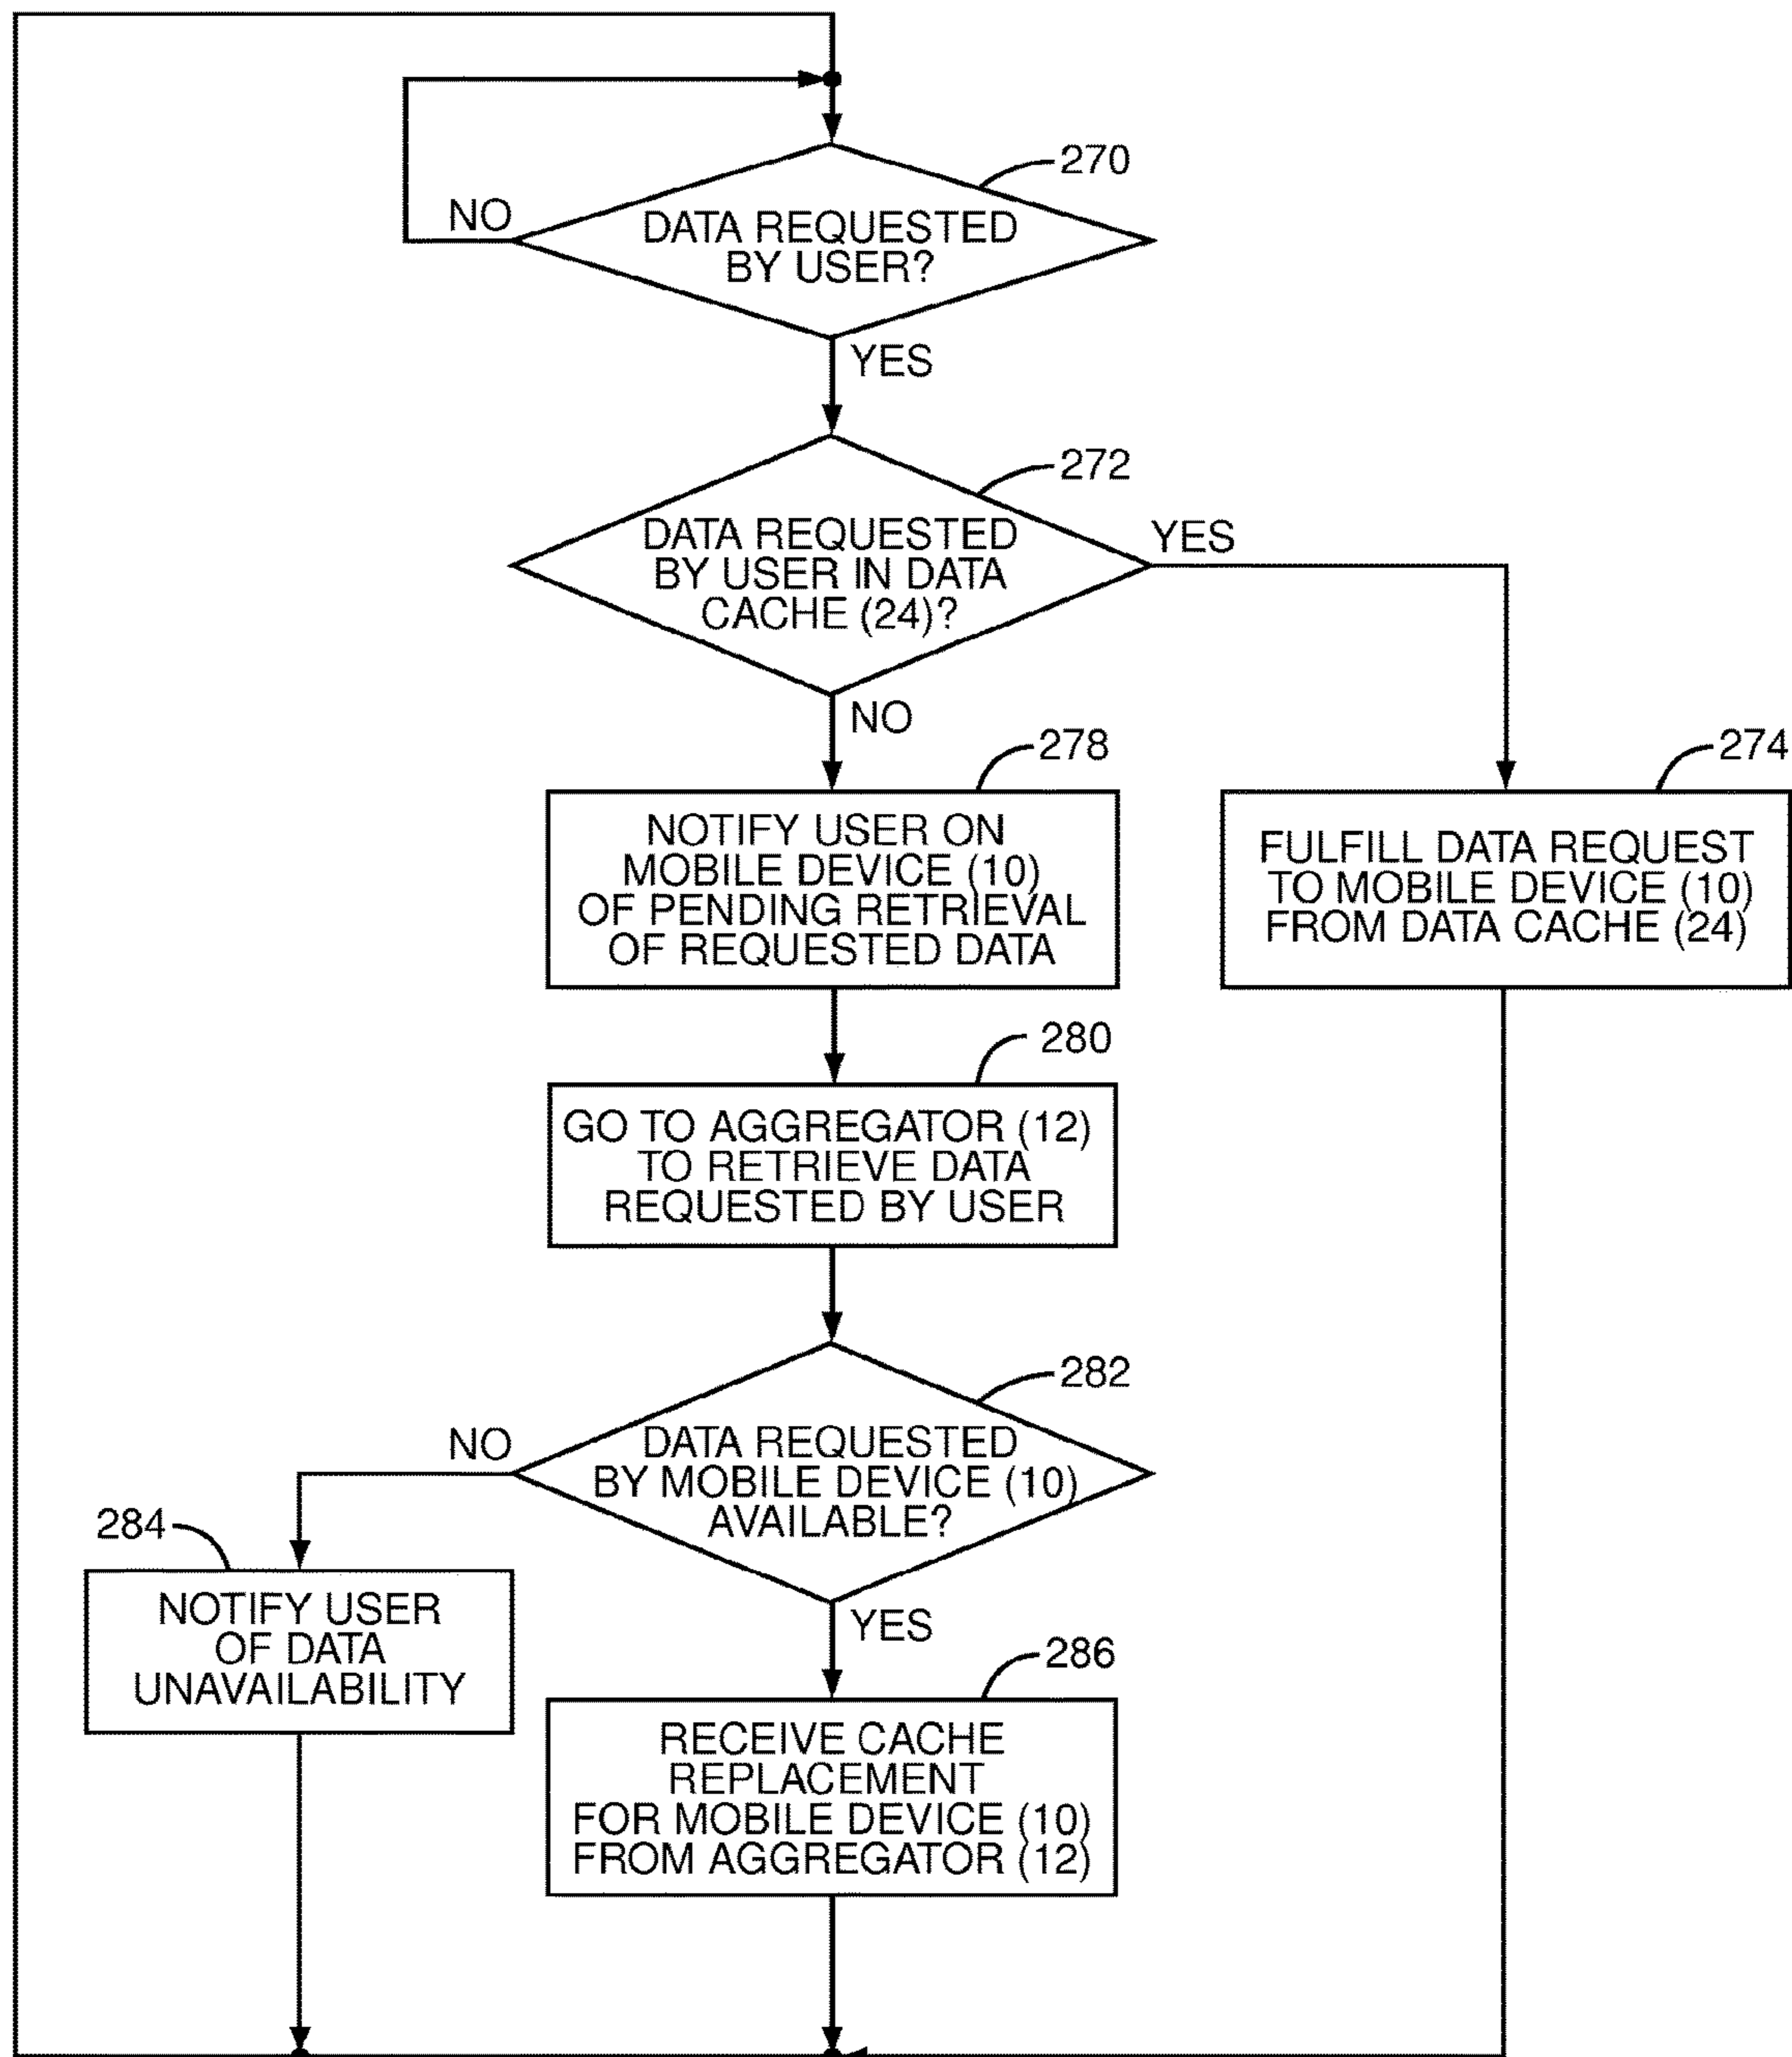 270
NO
DATA REQUESTED
BY USER?
YES
272
DATA REQUESTED
BY USER IN DATA
CACHE (24)?
YES
NO
278
274
NOTIFY USER ON
MOBILE DEVICE (10)
OF PENDING RETRIEVAL
OF REQUESTED DATA
FULFILL DATA REQUEST
TO MOBILE DEVICE (10)
FROM DATA CACHE (24)
280
GO TO AGGREGATOR (12)
TO RETRIEVE DATA
REQUESTED BY USER
282
NO
DATA REQUESTED
BY MOBILE DEVICE (10)
AVAILABLE?
284
NOTIFY USER
OF DATA
UNAVAILABILITY
YES
286
RECEIVE CACHE
REPLACEMENT
FOR MOBILE DEVICE (10)
FROM AGGREGATOR (12)